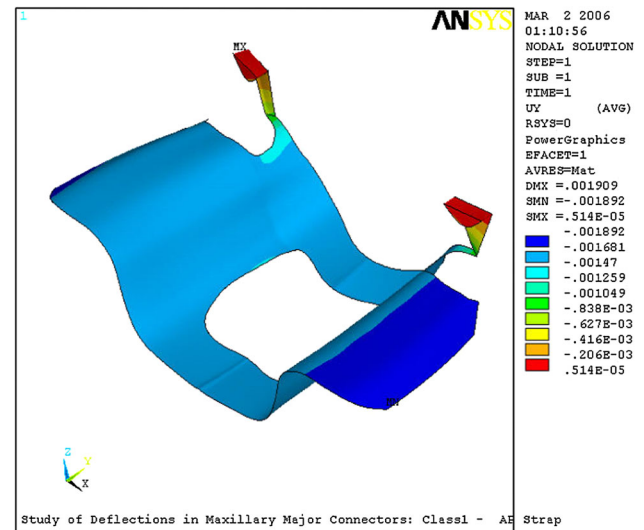 1
ANSYS
MAR 2 2006
01:10:56
NODAL SOLUTION
STEP=1
SUB =1
TIME=1
UY (AVG)
RSYS=0
PowerGraphics
EFACET=1
AVRES=Mat
DMX =.001909
SMN =-.001892
SMX =.514E-05
-.001892
-.001681
-.00147
-.001259
-.001049
-.838E-03
-.627E-03
-.416E-03
-.206E-03
.514E-05
MX
MN
Z
Y
X
Study of Deflections in Maxillary Major Connectors: Class1 - AP Strap